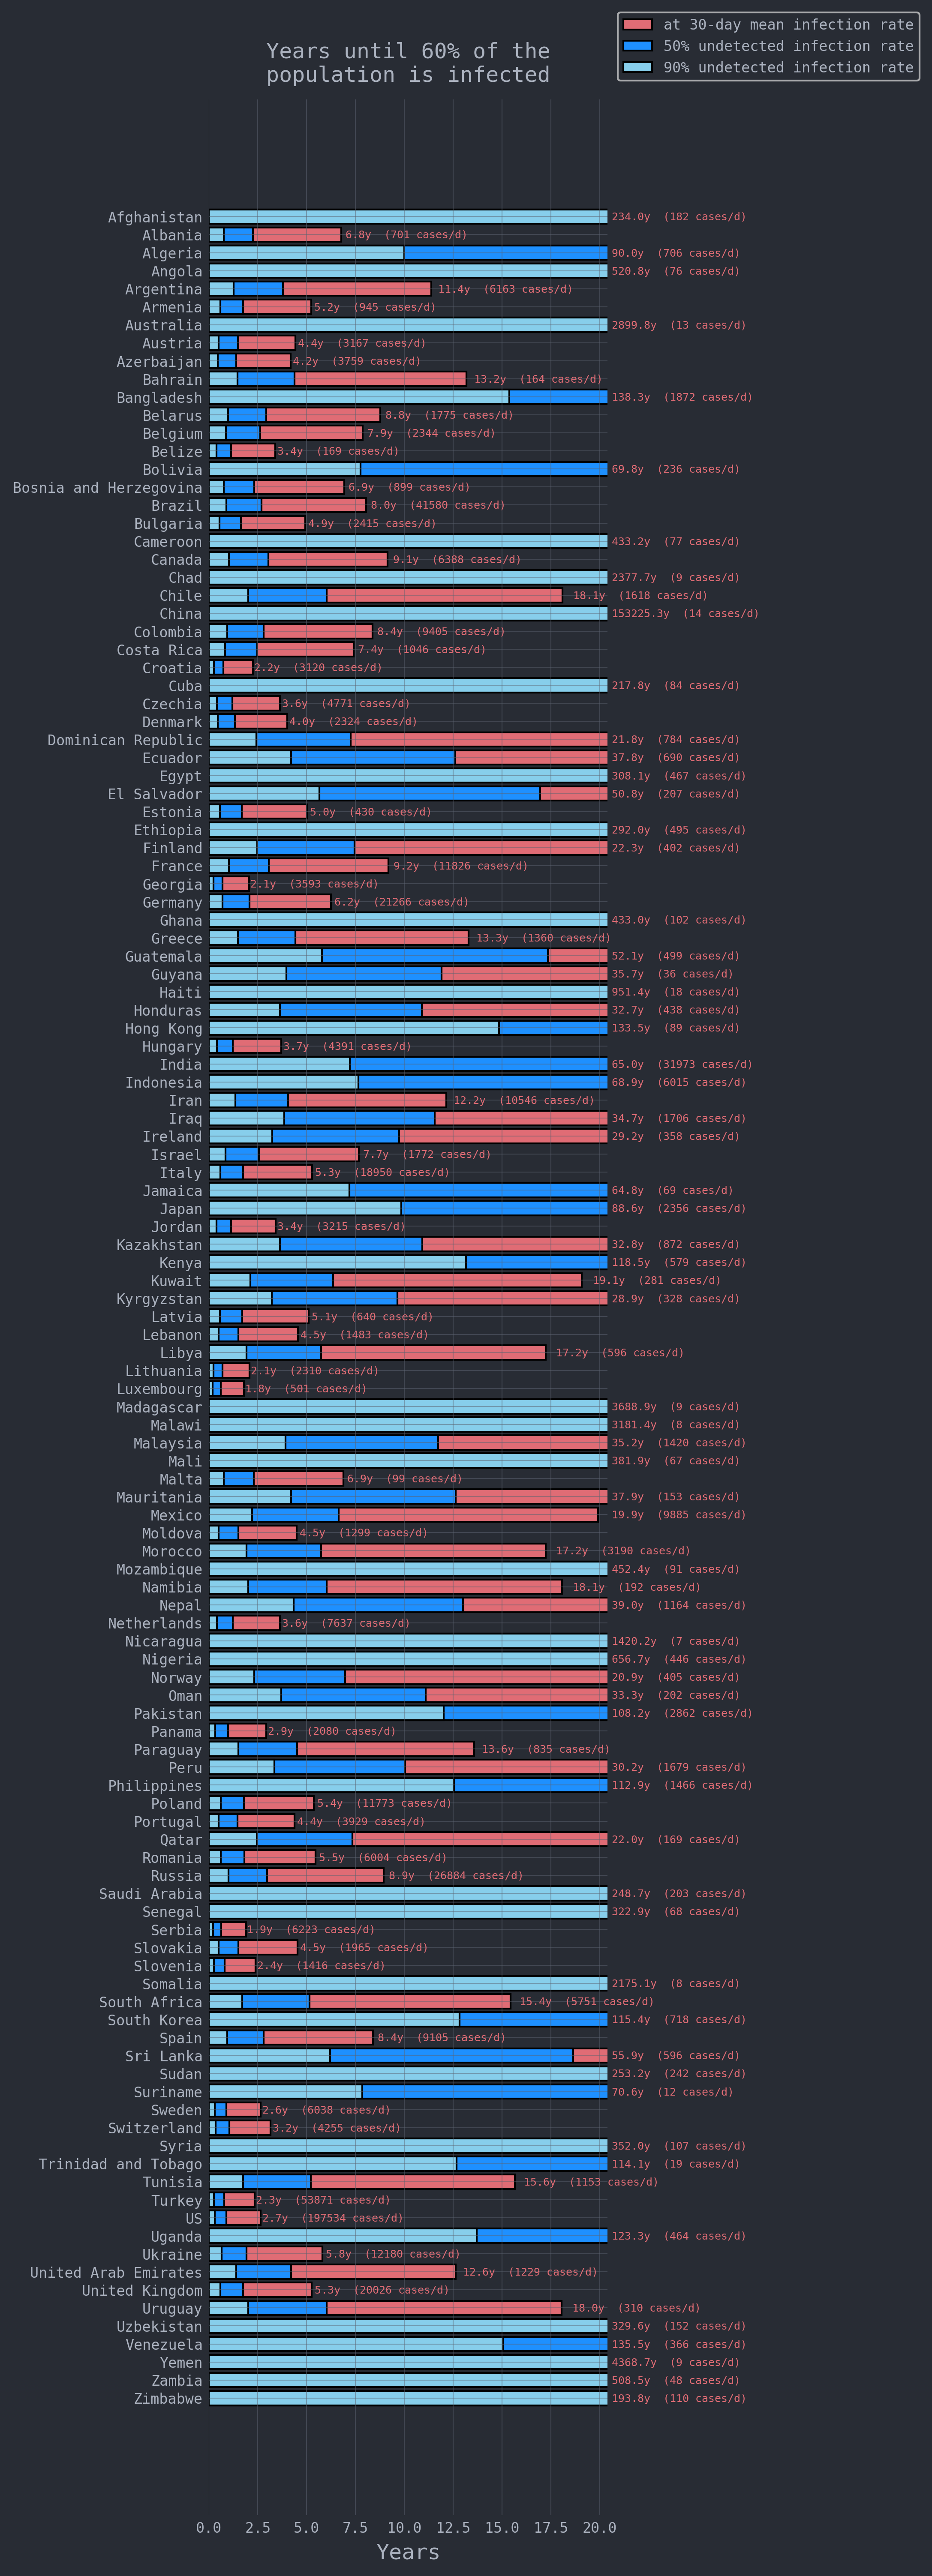 at 30-day mean infection rate
50% undetected infection rate
90% undetected infection rate
Years until 60% of the
population is infected
Afghanistan 234.0y (182 cases/d)
Albania 6.8y (701 cases/d)
Algeria 90.0y (706 cases/d)
Angola 520.8y (76 cases/d)
Argentina 11.4y (6163 cases/d)
Armenia 5.2y (945 cases/d)
Australia 2899.8y (13 cases/d)
Austria 4.4y (3167 cases/d)
Azerbaijan 4.2y (3759 cases/d)
Bahrain 13.2y (164 cases/d)
Bangladesh 138.3y (1872 cases/d)
Belarus 8.8y (1775 cases/d)
Belgium 7.9y (2344 cases/d)
Belize 3.4y (169 cases/d)
Bolivia 69.8y (236 cases/d)
Bosnia and Herzegovina 6.9y (899 cases/d)
Brazil 8.0y (41580 cases/d)
Bulgaria 4.9y (2415 cases/d)
Cameroon 433.2y (77 cases/d)
Canada 9.1y (6388 cases/d)
Chad 2377.7y (9 cases/d)
Chile 18.1y (1618 cases/d)
China 153225.3y (14 cases/d)
Colombia 8.4y (9405 cases/d)
Costa Rica 7.4y (1046 cases/d)
Croatia 2.2y (3120 cases/d)
Cuba 217.8y (84 cases/d)
Czechia 3.6y (4771 cases/d)
Denmark 4.0y (2324 cases/d)
Dominican Republic 21.8y (784 cases/d)
Ecuador 37.8y (690 cases/d)
Egypt 308.1y (467 cases/d)
El Salvador 50.8y (207 cases/d)
Estonia 5.0y (430 cases/d)
Ethiopia 292.0y (495 cases/d)
Finland 22.3y (402 cases/d)
France 9.2y (11826 cases/d)
Georgia 2.1y (3593 cases/d)
Germany 6.2y (21266 cases/d)
Ghana 433.0y (102 cases/d)
Greece 13.3y (1360 cases/d)
Guatemala 52.1y (499 cases/d)
Guyana 35.7y (36 cases/d)
Haiti 951.4y (18 cases/d)
Honduras 32.7y (438 cases/d)
Hong Kong 133.5y (89 cases/d)
Hungary 3.7y (4391 cases/d)
India 65.0y (31973 cases/d)
Indonesia 68.9y (6015 cases/d)
Iran 12.2y (10546 cases/d)
Iraq 34.7y (1706 cases/d)
Ireland 29.2y (358 cases/d)
Israel 7.7y (1772 cases/d)
Italy 5.3y (18950 cases/d)
Jamaica 64.8y (69 cases/d)
Japan 88.6y (2356 cases/d)
Jordan 3.4y (3215 cases/d)
Kazakhstan 32.8y (872 cases/d)
Kenya 118.5y (579 cases/d)
Kuwait 19.1y (281 cases/d)
Kyrgyzstan 28.9y (328 cases/d)
Latvia 5.1y (640 cases/d)
Lebanon 4.5y (1483 cases/d)
Libya 17.2y (596 cases/d)
Lithuania 2.1y (2310 cases/d)
Luxembourg 1.8y (501 cases/d)
Madagascar 3688.9y (9 cases/d)
Malawi 3181.4y (8 cases/d)
Malaysia 35.2y (1420 cases/d)
Mali 381.9y (67 cases/d)
Malta 6.9y (99 cases/d)
Mauritania 37.9y (153 cases/d)
Mexico 19.9y (9885 cases/d)
Moldova 4.5y (1299 cases/d)
Morocco 17.2y (3190 cases/d)
Mozambique 452.4y (91 cases/d)
Namibia 18.1y (192 cases/d)
Nepal 39.0y (1164 cases/d)
Netherlands 3.6y (7637 cases/d)
Nicaragua 1420.2y (7 cases/d)
Nigeria 656.7y (446 cases/d)
Norway 20.9y (405 cases/d)
Oman 33.3y (202 cases/d)
Pakistan 108.2y (2862 cases/d)
Panama 2.9y (2080 cases/d)
Paraguay 13.6y (835 cases/d)
Peru 30.2y (1679 cases/d)
Philippines 112.9y (1466 cases/d)
Poland 5.4y (11773 cases/d)
Portugal 4.4y (3929 cases/d)
Qatar 22.0y (169 cases/d)
Romania 5.5y (6004 cases/d)
Russia 8.9y (26884 cases/d)
Saudi Arabia 248.7y (203 cases/d)
Senegal 322.9y (68 cases/d)
Serbia 1.9y (6223 cases/d)
Slovakia 4.5y (1965 cases/d)
Slovenia 2.4y (1416 cases/d)
Somalia 2175.1y (8 cases/d)
South Africa 15.4y (5751 cases/d)
South Korea 115.4y (718 cases/d)
Spain 8.4y (9105 cases/d)
Sri Lanka 55.9y (596 cases/d)
Sudan 253.2y (242 cases/d)
Suriname 70.6y (12 cases/d)
Sweden 2.6y (6038 cases/d)
Switzerland 3.2y (4255 cases/d)
Syria 352.0y (107 cases/d)
Trinidad and Tobago 114.1y (19 cases/d)
Tunisia 15.6y (1153 cases/d)
Turkey 2.3y (53871 cases/d)
US 2.7y (197534 cases/d)
Uganda 123.3y (464 cases/d)
Ukraine 5.8y (12180 cases/d)
United Arab Emirates 12.6y (1229 cases/d)
United Kingdom 5.3y (20026 cases/d)
Uruguay 18.0y (310 cases/d)
Uzbekistan 329.6y (152 cases/d)
Venezuela 135.5y (366 cases/d)
Yemen 4368.7y (9 cases/d)
Zambia 508.5y (48 cases/d)
Zimbabwe 193.8y (110 cases/d)
0.0 2.5 5.0 7.5 10.0 12.5 15.0 17.5 20.0
Years